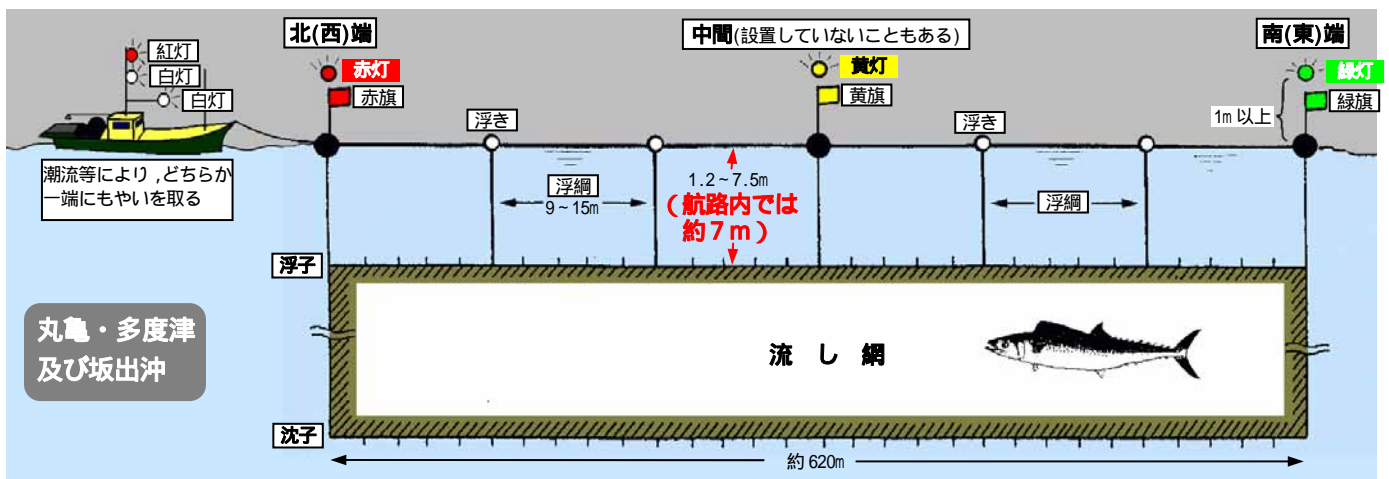 北(西)端
中間(設置していないこともある)
南(東)端
紅灯
白灯
白灯
赤灯
赤旗
黄灯
黄旗
緑灯
緑旗
1m 以上
浮き
浮き
潮流等により，どちらか
一端にもやいを取る
浮綱
9～15m
1.2～7.5m
(航路内では
約７ｍ)
浮綱
浮子
丸亀・多度津
及び坂出沖
流し網
沈子
約 620m